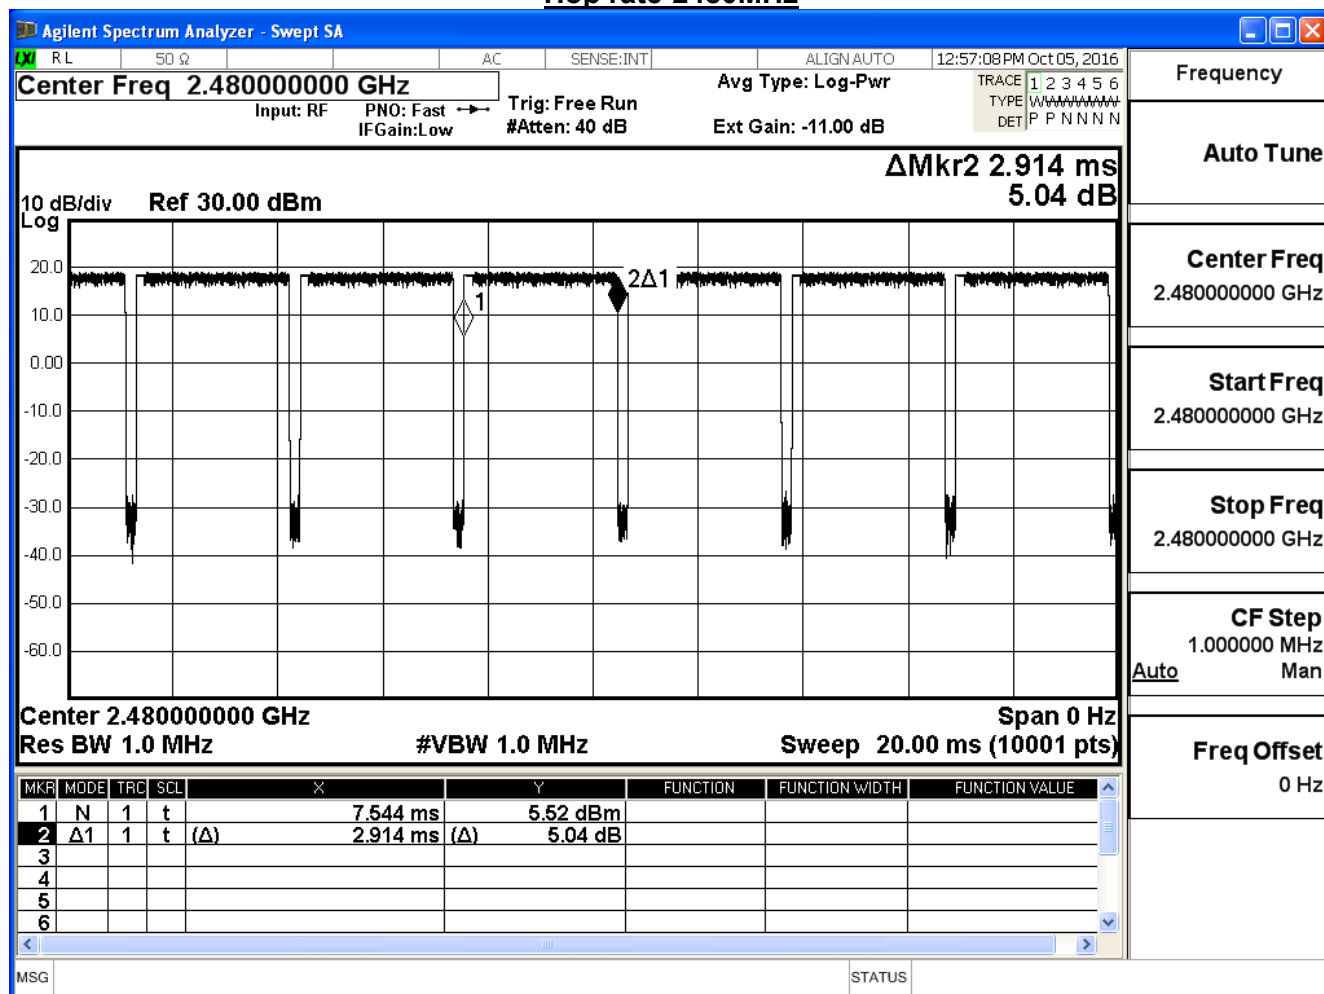 Hop rate 2480MHz
Agilent Spectrum Analyzer - Swept SA
LXI RL 50 Ω AC SENSE:INT ALIGN AUTO 12:57:08 PM Oct 05, 2016
Center Freq 2.480000000 GHz
Input: RF PNO: Fast
IFGain:Low
Trig: Free Run
#Atten: 40 dB
Avg Type: Log-Pwr
Ext Gain: -11.00 dB
TRACE 1 2 3 4 5 6
TYPE WWWWWW
DET P P N N N N
ΔMkr2 2.914 ms
5.04 dB
10 dB/div Ref 30.00 dBm
Log
20.0
10.0
0.00
-10.0
-20.0
-30.0
-40.0
-50.0
-60.0
1
2Δ1
Center 2.480000000 GHz Span 0 Hz
Res BW 1.0 MHz #VBW 1.0 MHz Sweep 20.00 ms (10001 pts)
MKR MODE TRC SCL X Y FUNCTION FUNCTION WIDTH FUNCTION VALUE
1 N 1 t 7.544 ms 5.52 dBm
2 Δ1 1 t (Δ) 2.914 ms (Δ) 5.04 dB
3
4
5
6
MSG STATUS
Frequency
Auto Tune
Center Freq
2.480000000 GHz
Start Freq
2.480000000 GHz
Stop Freq
2.480000000 GHz
CF Step
1.000000 MHz
Auto Man
Freq Offset
0 Hz